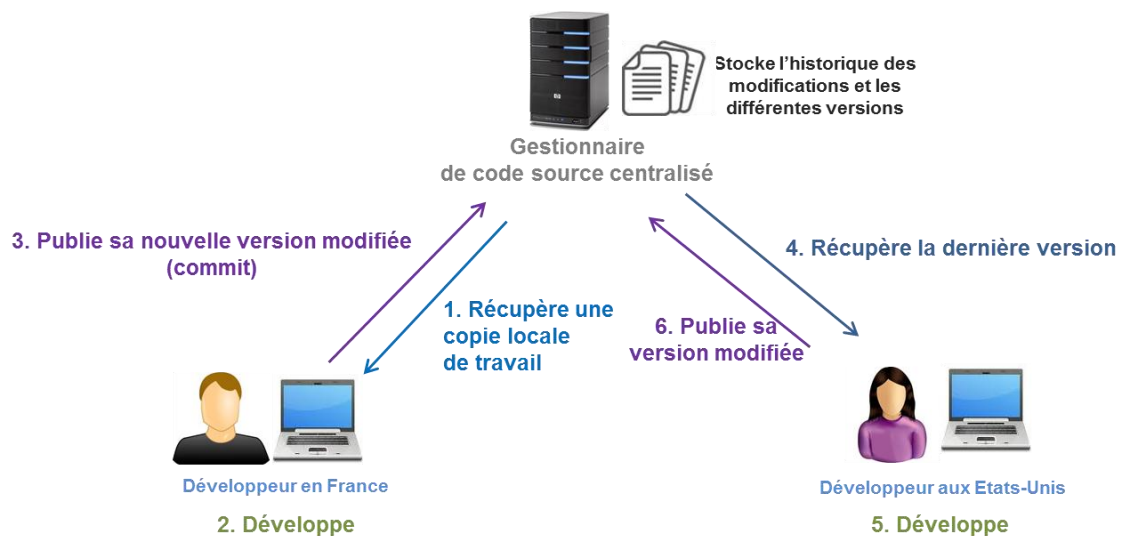 Stocke l'historique des
modifications et les
différentes versions
Gestionnaire
de code source centralisé
3. Publie sa nouvelle version modifiée
(commit)
4. Récupère la dernière version
1. Récupère une
copie locale
de travail
6. Publie sa
version modifiée
Développeur en France
Développeur aux Etats-Unis
2. Développe
5. Développe